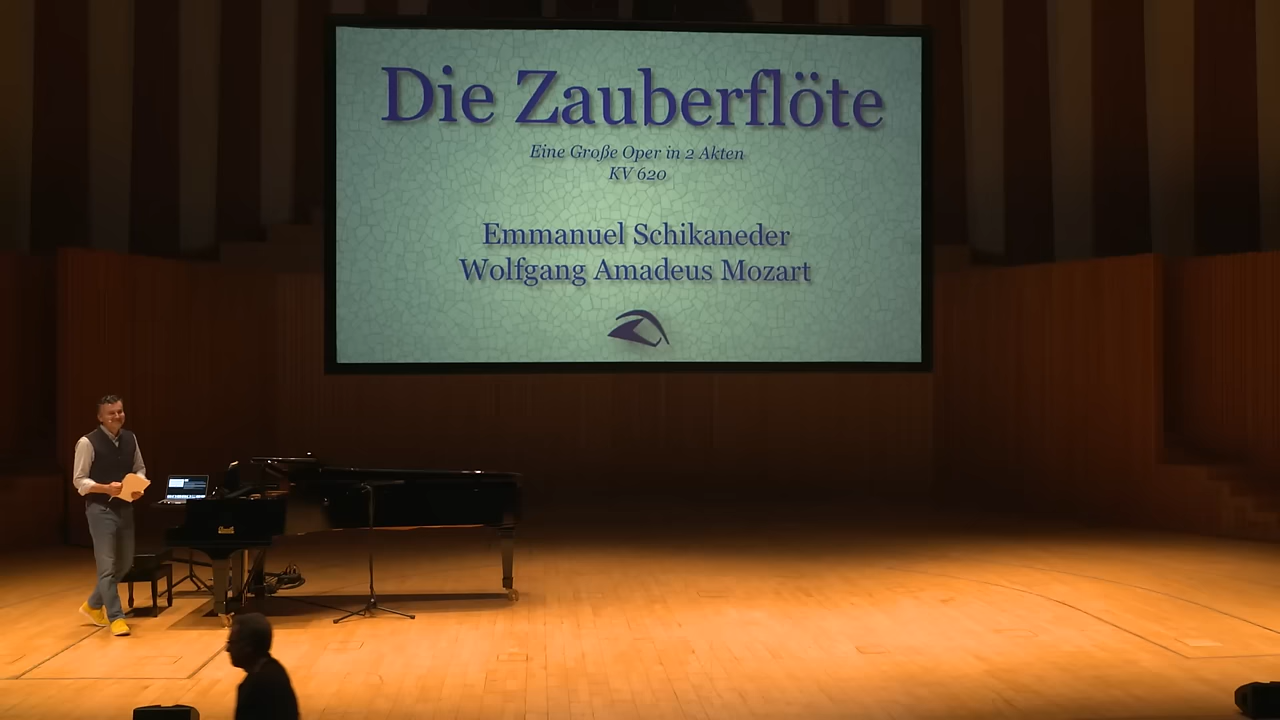 Die Zauberflöte
Eine Große Oper in 2 Akten
KV 620
Emmanuel Schikaneder
Wolfgang Amadeus Mozart